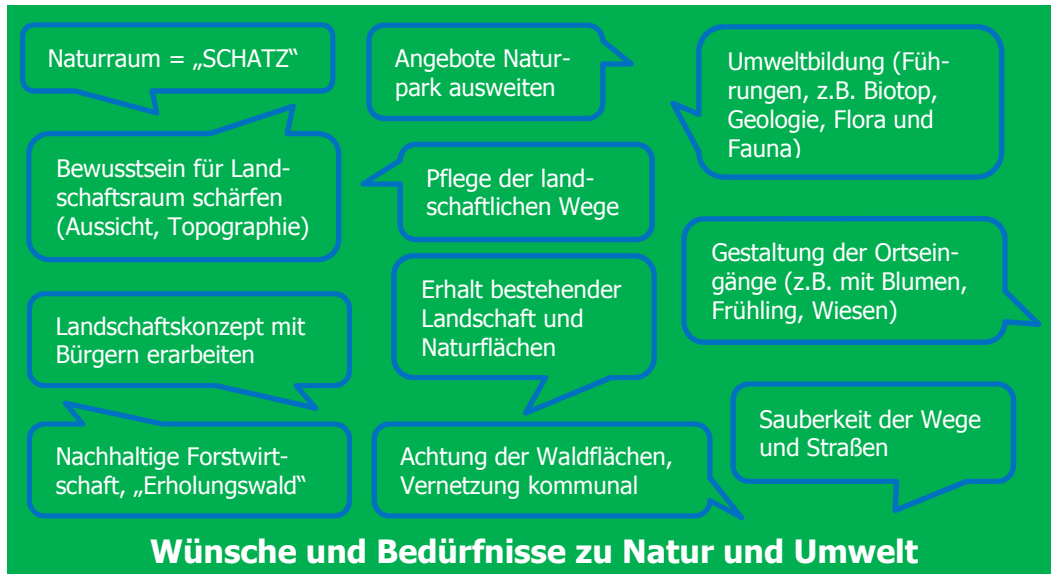 Naturraum = „SCHATZ“
Angebote Natur-
park ausweiten
Umweltbildung (Füh-
rungen, z.B. Biotop,
Geologie, Flora und
Fauna)
Bewusstsein für Land-
schaftsraum schärfen
(Aussicht, Topographie)
Pflege der land-
schaftlichen Wege
Gestaltung der Ortsein-
gänge (z.B. mit Blumen,
Frühling, Wiesen)
Erhalt bestehender
Landschaft und
Naturflächen
Landschaftskonzept mit
Bürgern erarbeiten
Sauberkeit der Wege
und Straßen
Nachhaltige Forstwirt-
schaft, „Erholungswald“
Achtung der Waldflächen,
Vernetzung kommunal
Wünsche und Bedürfnisse zu Natur und Umwelt